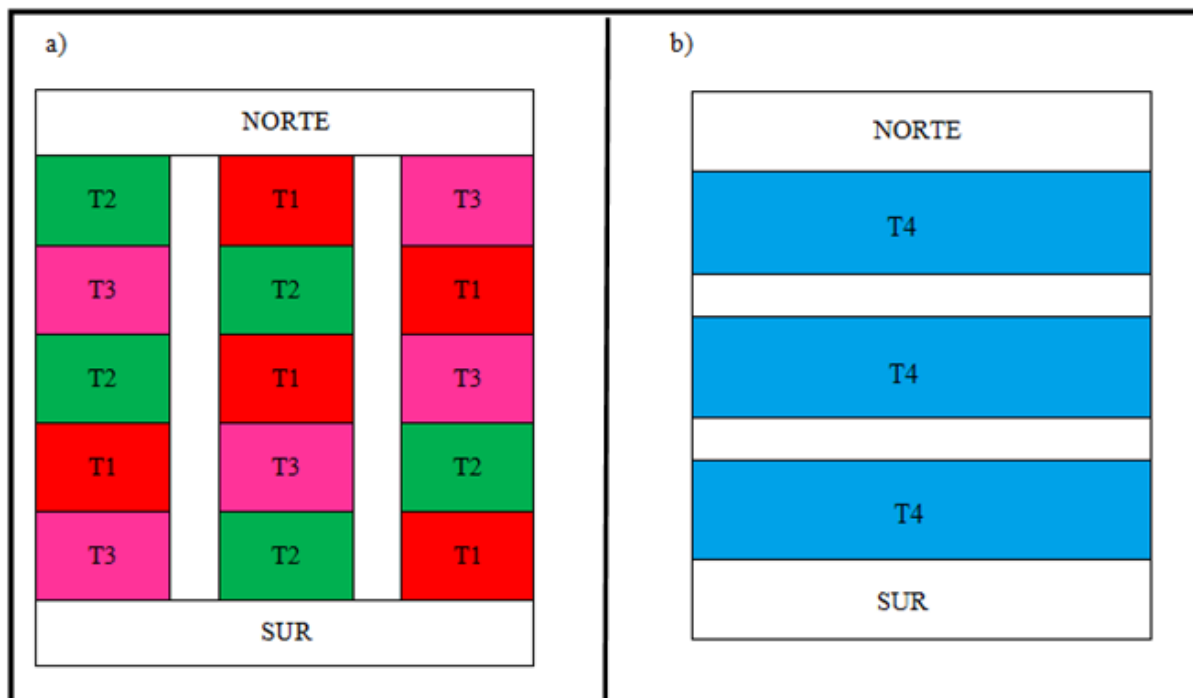 a)
NORTE
T2 T1 T3
T3 T2 T1
T2 T1 T3
T1 T3 T2
T3 T2 T1
SUR
b)
NORTE
T4
T4
T4
SUR